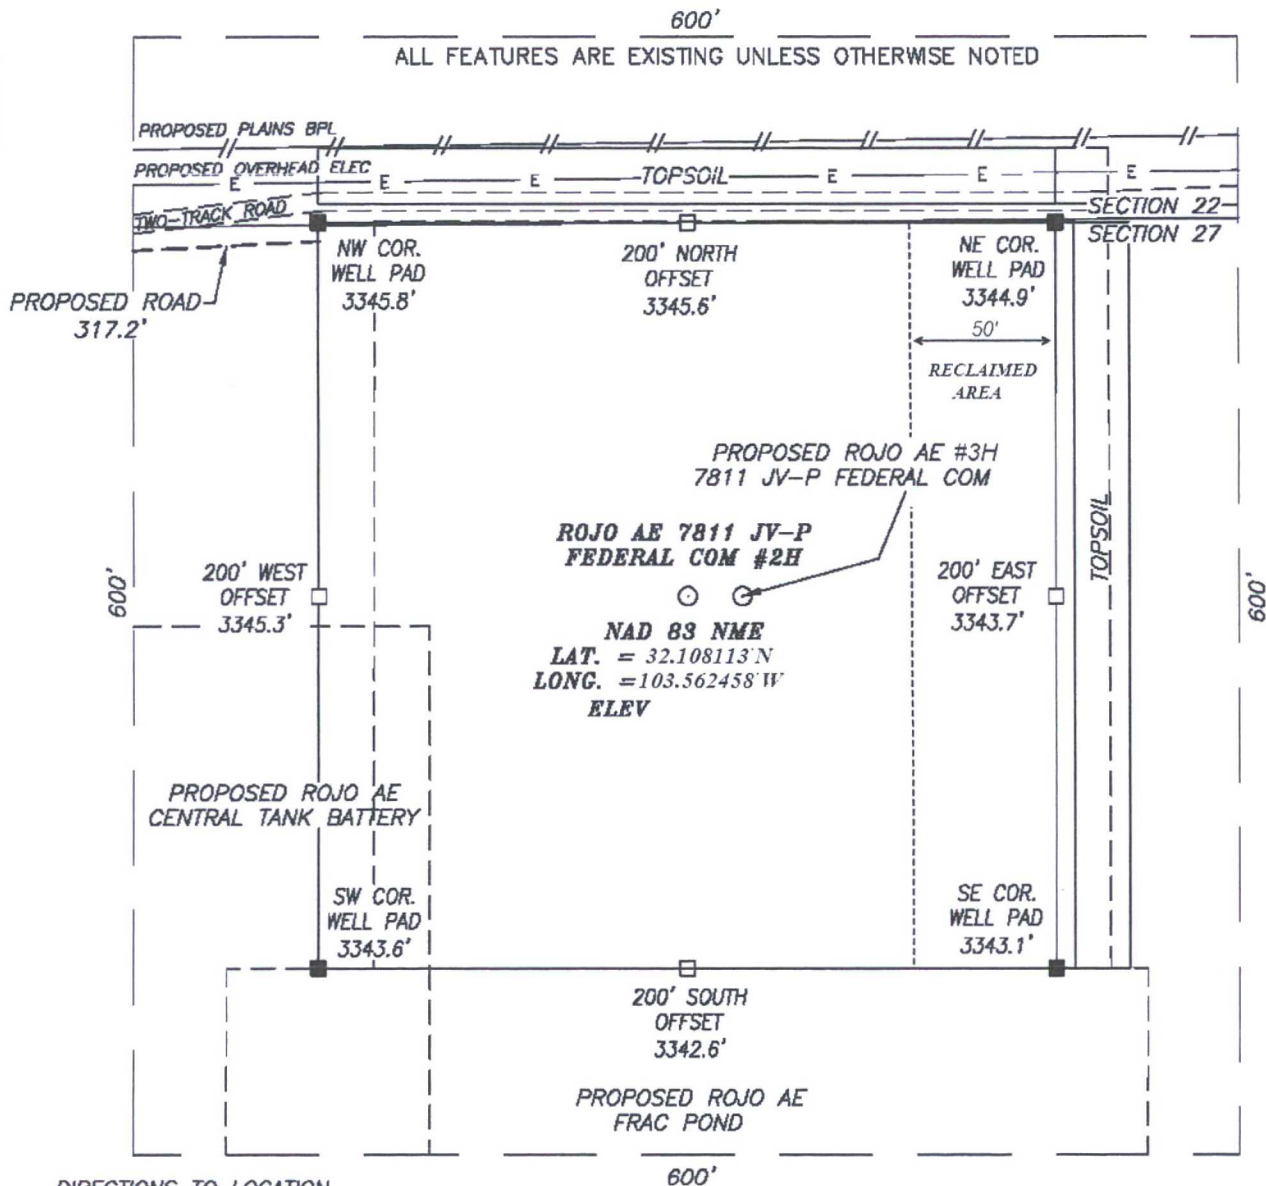 600'
ALL FEATURES ARE EXISTING UNLESS OTHERWISE NOTED
PROPOSED PLAINS BPL
PROPOSED OVERHEAD ELEC
E
E
E
TOPSOIL
E
E
E
TWO-TRACK ROAD
SECTION 22
SECTION 27
PROPOSED ROAD
317.2'
NW COR.
WELL PAD
3345.8'
200' NORTH
OFFSET
3345.6'
NE COR.
WELL PAD
3344.9'
50'
RECLAIMED
AREA
PROPOSED ROJO AE #3H
7811 JV-P FEDERAL COM
TOPSOIL
ROJO AE 7811 JV-P
FEDERAL COM #2H
600'
200' WEST
OFFSET
3345.3'
200' EAST
OFFSET
3343.7'
600'
NAD 83 NME
LAT. = 32.108113°N
LONG. =103.562458°W
ELEV
PROPOSED ROJO AE
CENTRAL TANK BATTERY
SW COR.
WELL PAD
3343.6'
SE COR.
WELL PAD
3343.1'
200' SOUTH
OFFSET
3342.6'
PROPOSED ROJO AE
FRAC POND
600'
DIRECTIONS TO LOCATION